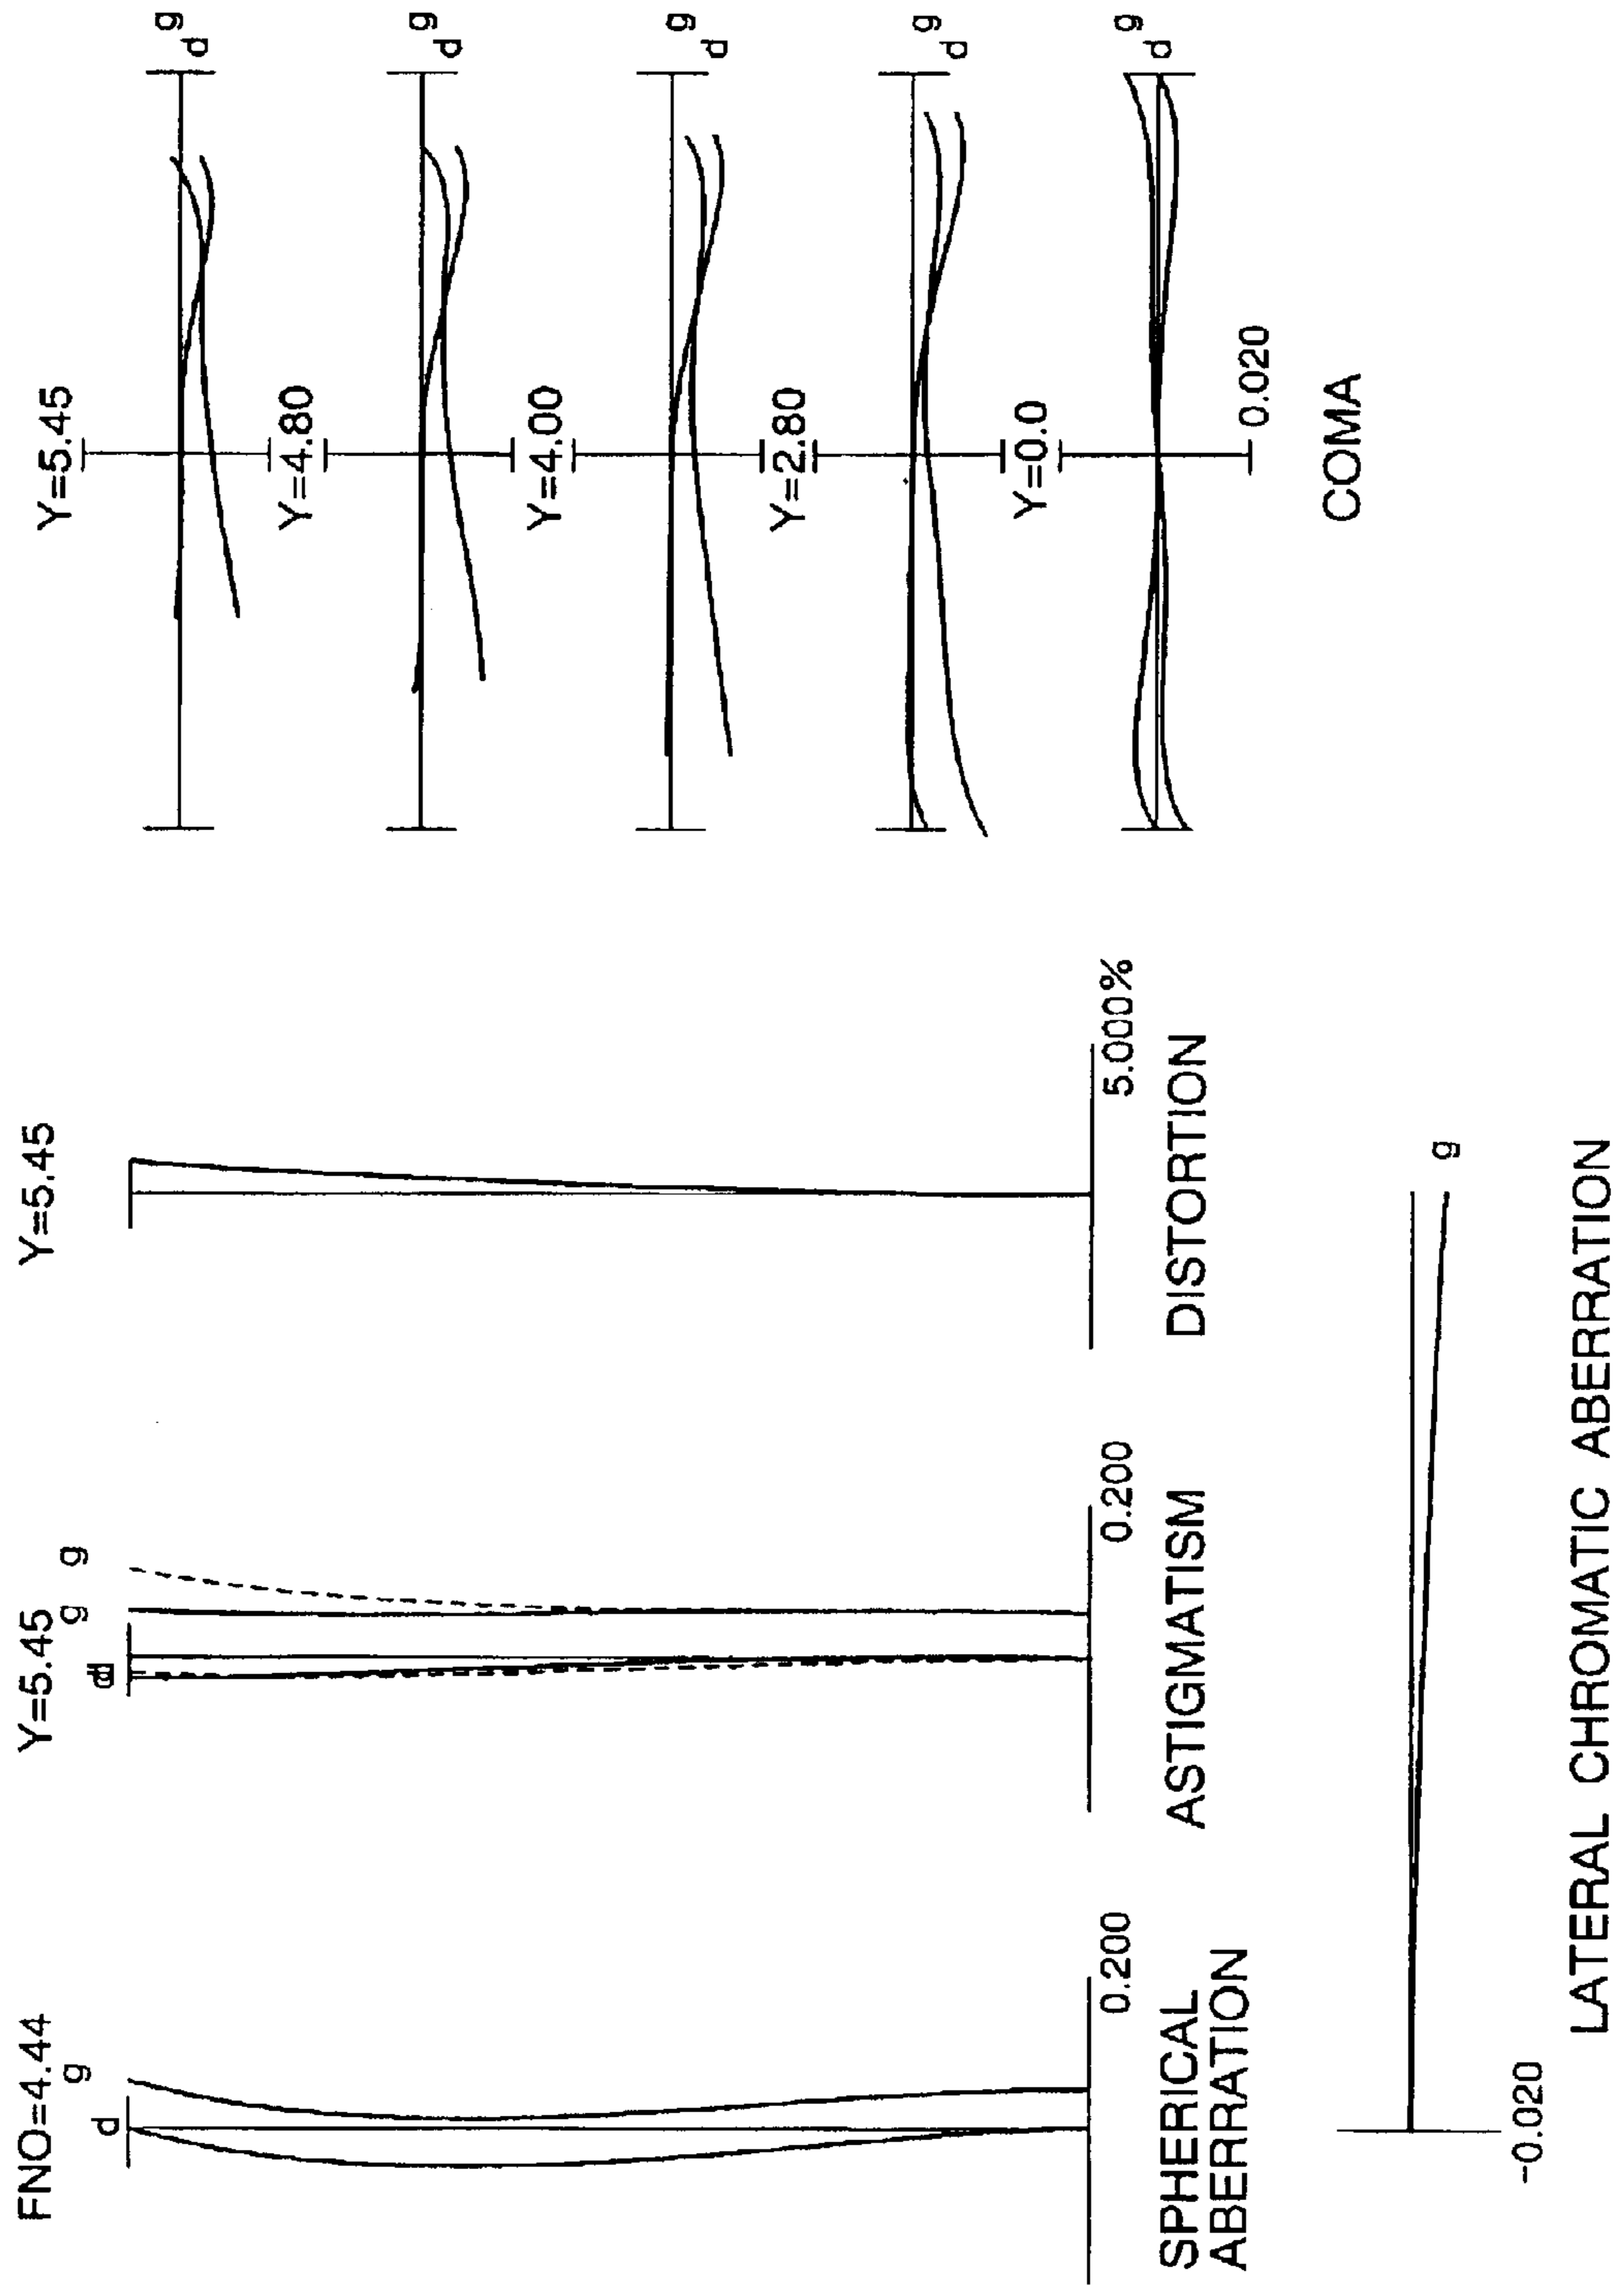 FNO=4.44
g
d
0.200
SPHERICAL
ABERRATION
Y=5.45
g
g
d
0.200
ASTIGMATISM
Y=5.45
5.000%
DISTORTION
Y=5.45
g
d
Y=4.80
g
d
Y=4.00
g
d
Y=2.80
g
d
Y=0.0
g
d
0.020
COMA
-0.020
g
LATERAL CHROMATIC ABERRATION